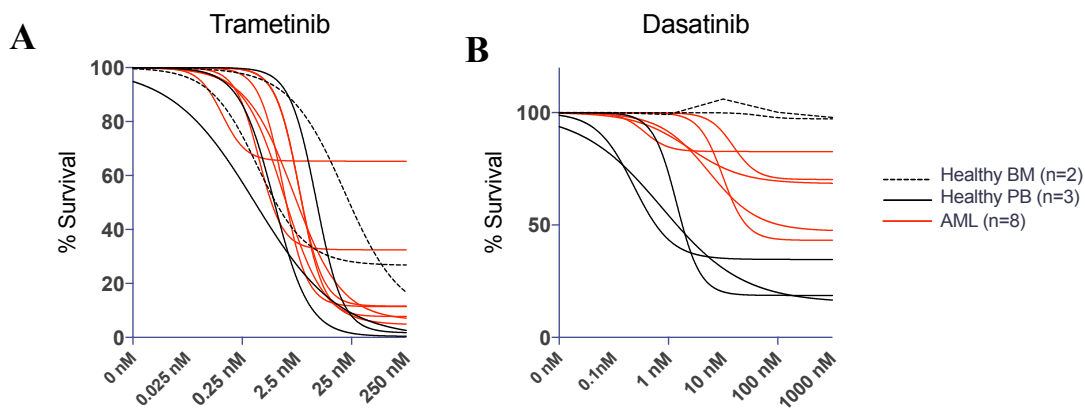 A
Trametinib
% Survival
100
80
60
40
20
0
0 nM
0.025 nM
0.25 nM
2.5 nM
25 nM
250 nM
B
Dasatinib
% Survival
100
50
0
0 nM
0.1nM
1 nM
10 nM
100 nM
1000 nM
Healthy BM (n=2)
Healthy PB (n=3)
AML (n=8)